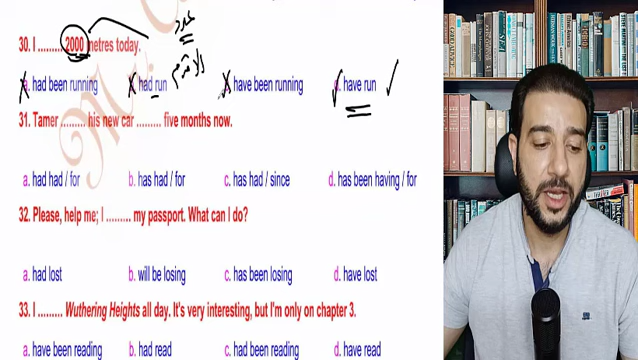 عدد
30. I ......... 2000 metres today.
a. had been running b. had run c. have been running d. have run
31. Tamer ......... his new car ......... five months now.
a. had had / for b. has had / for c. has had / since d. has been having / for
32. Please, help me; I ......... my passport. What can I do?
a. had lost b. will be losing c. has been losing d. have lost
33. I ......... Wuthering Heights all day. It's very interesting, but I'm only on chapter 3.
a. have been reading b. had read c. had been reading d. have read